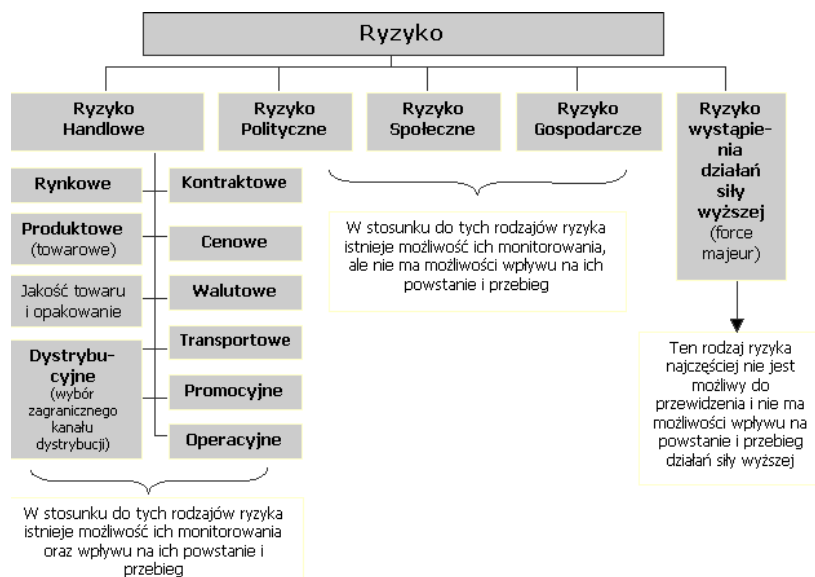 Ryzyko
Ryzyko
Handlowe
Ryzyko
Polityczne
Ryzyko
Społeczne
Ryzyko
Gospodarcze
Ryzyko
wystąpie-
nia
działań
siły
wyższej
(force
majeur)
Rynkowe
Produktowe
(towarowe)
Jakość towaru
i opakowanie
Dystrybu-
cyjne
(wybór
zagranicznego
kanału
dystrybucji)
Kontraktowe
Cenowe
Walutowe
Transportowe
Promocyjne
Operacyjne
W stosunku do tych rodzajów ryzyka
istnieje możliwość ich monitorowania,
ale nie ma możliwości wpływu na ich
powstanie i przebieg
Ten rodzaj ryzyka
najczęściej nie jest
możliwy do
przewidzenia i nie ma
możliwości wpływu na
powstanie i przebieg
działań siły wyższej
W stosunku do tych rodzajów ryzyka
istnieje możliwość ich monitorowania
oraz wpływu na ich powstanie i
przebieg